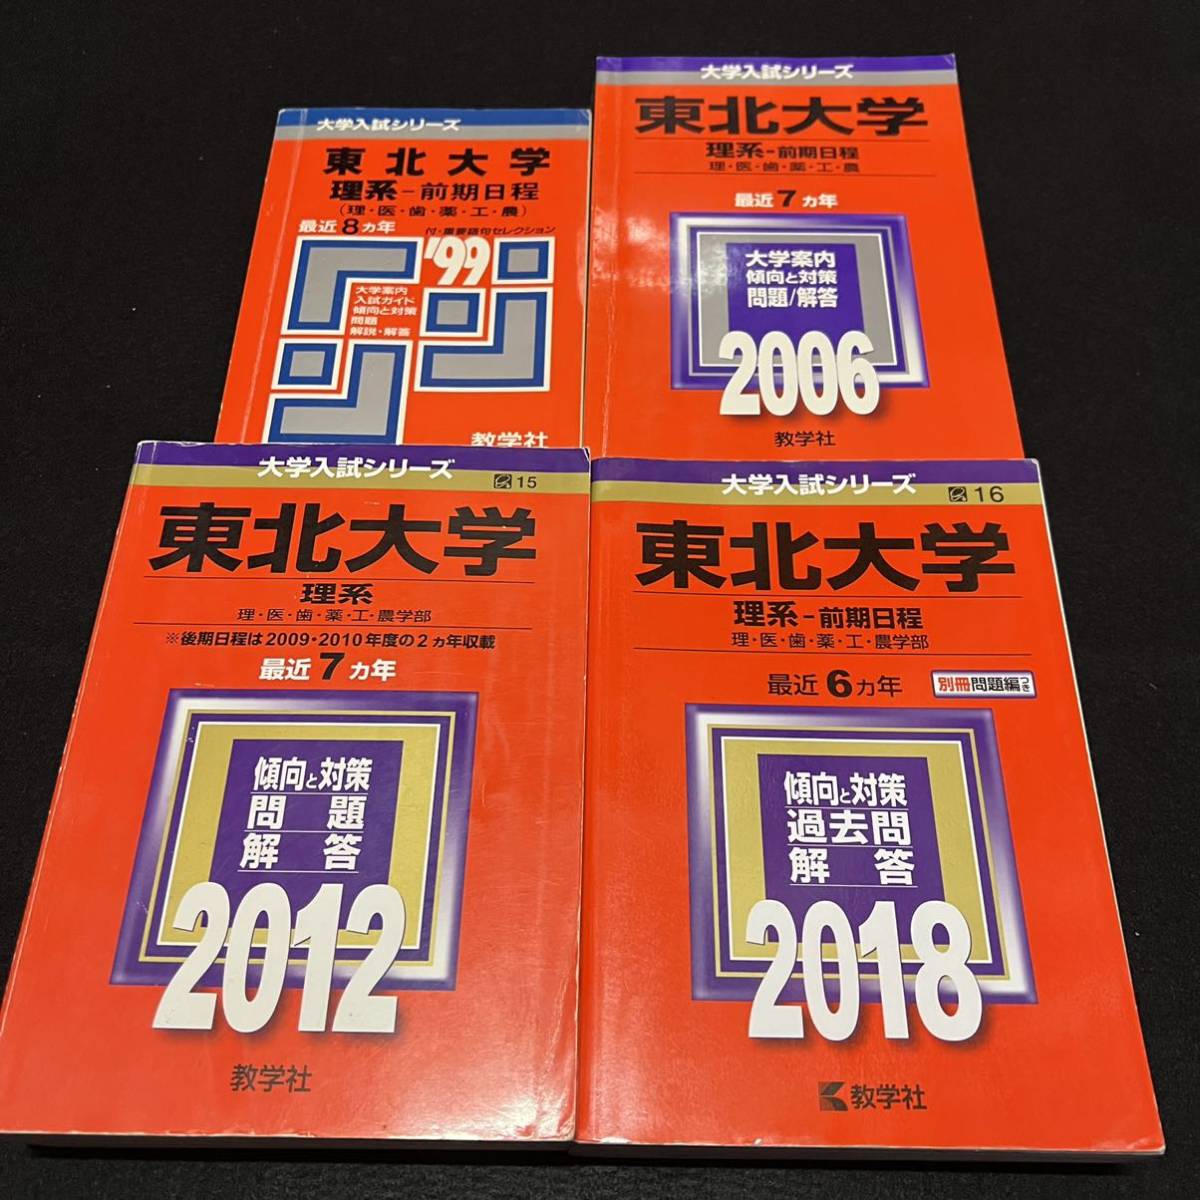 大学入試シリーズ
東北大学
理系-前期日程
(理・医・歯・薬・工・農)
最近8ヵ年
付・重要語句セレクション
'99
大学案内
入試ガイド
傾向と対策
問題
解説・解答
教学社
大学入試シリーズ
東北大学
理系-前期日程
理・医・歯・薬・工・農
最近7ヵ年
大学案内
傾向と対策
問題/解答
2006
教学社
大学入試シリーズ
15
東北大学
理系
理・医・歯・薬・工・農学部
※後期日程は2009・2010年度の2ヵ年収載
最近7ヵ年
傾向と対策
問題
解答
2012
教学社
大学入試シリーズ
16
東北大学
理系-前期日程
理・医・歯・薬・工・農学部
最近6ヵ年
別冊問題編つき
傾向と対策
過去問
解答
2018
教学社